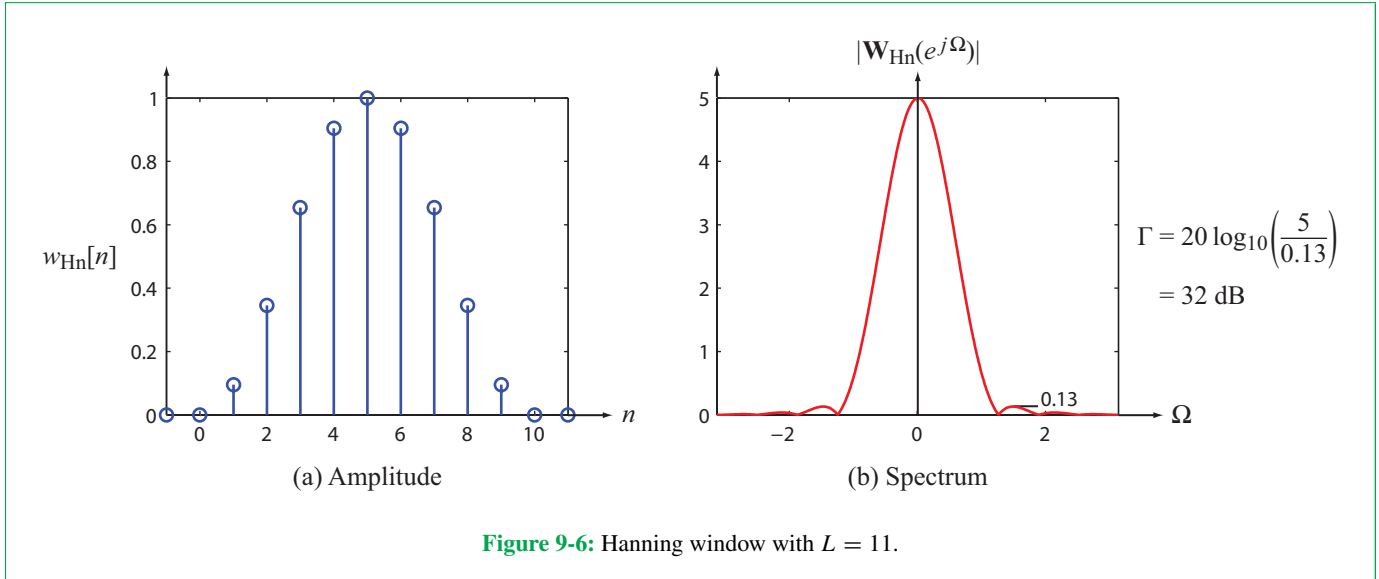 |W_Hn(e^{jΩ})|
1
0.8
0.6
0.4
0.2
0
w_Hn[n]
0 2 4 6 8 10
n
(a) Amplitude
5
4
3
2
1
0
0.13
−2 0 2
Ω
(b) Spectrum
Γ = 20 log₁₀(5/0.13)
= 32 dB
Figure 9-6: Hanning window with L = 11.